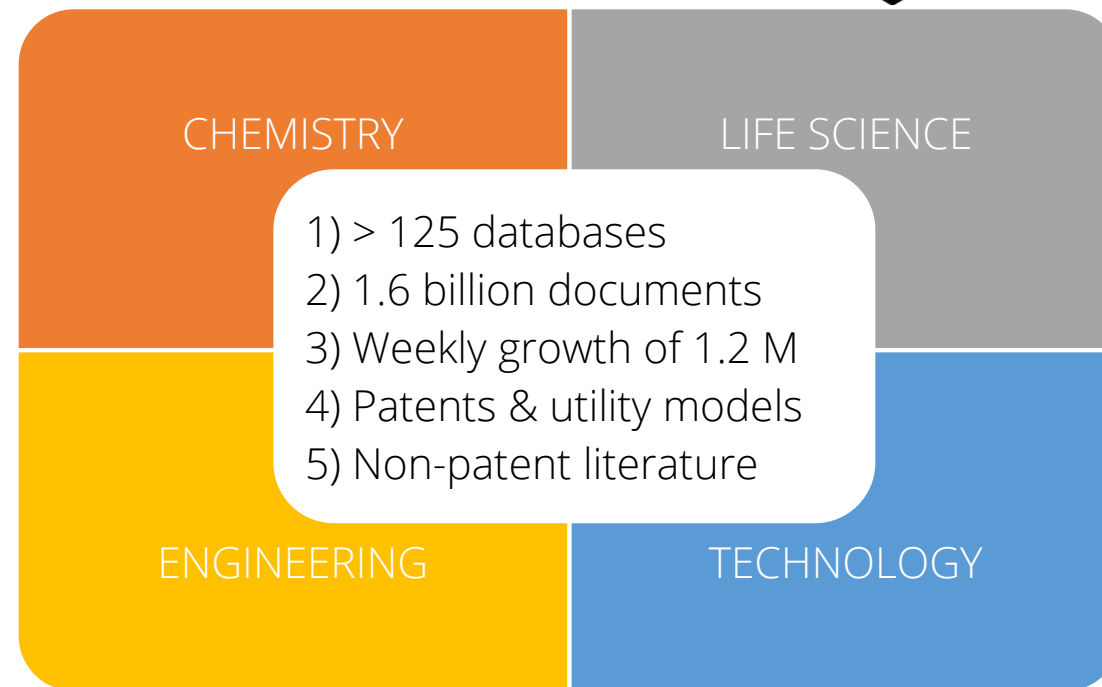 CHEMISTRY
LIFE SCIENCE
1) > 125 databases
2) 1.6 billion documents
3) Weekly growth of 1.2 M
4) Patents & utility models
5) Non-patent literature
ENGINEERING
TECHNOLOGY